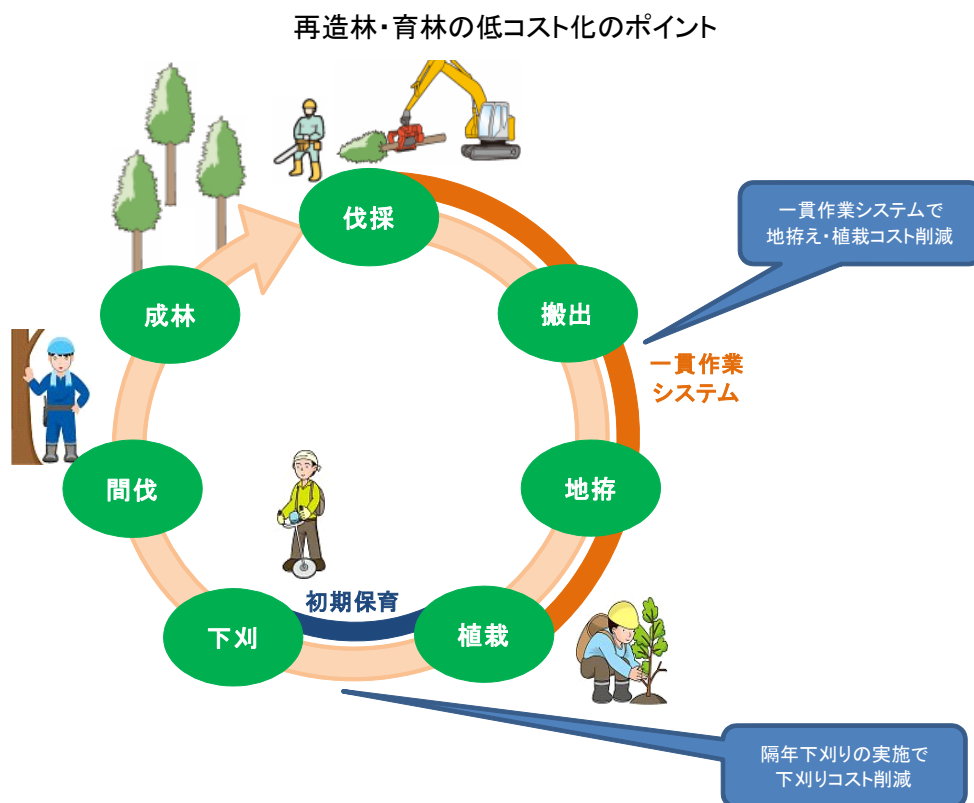 再造林・育林の低コスト化のポイント
伐採
一貫作業システムで
地拵え・植栽コスト削減
搬出
成林
一貫作業
システム
間伐
地拵
初期保育
下刈
植栽
隔年下刈りの実施で
下刈りコスト削減